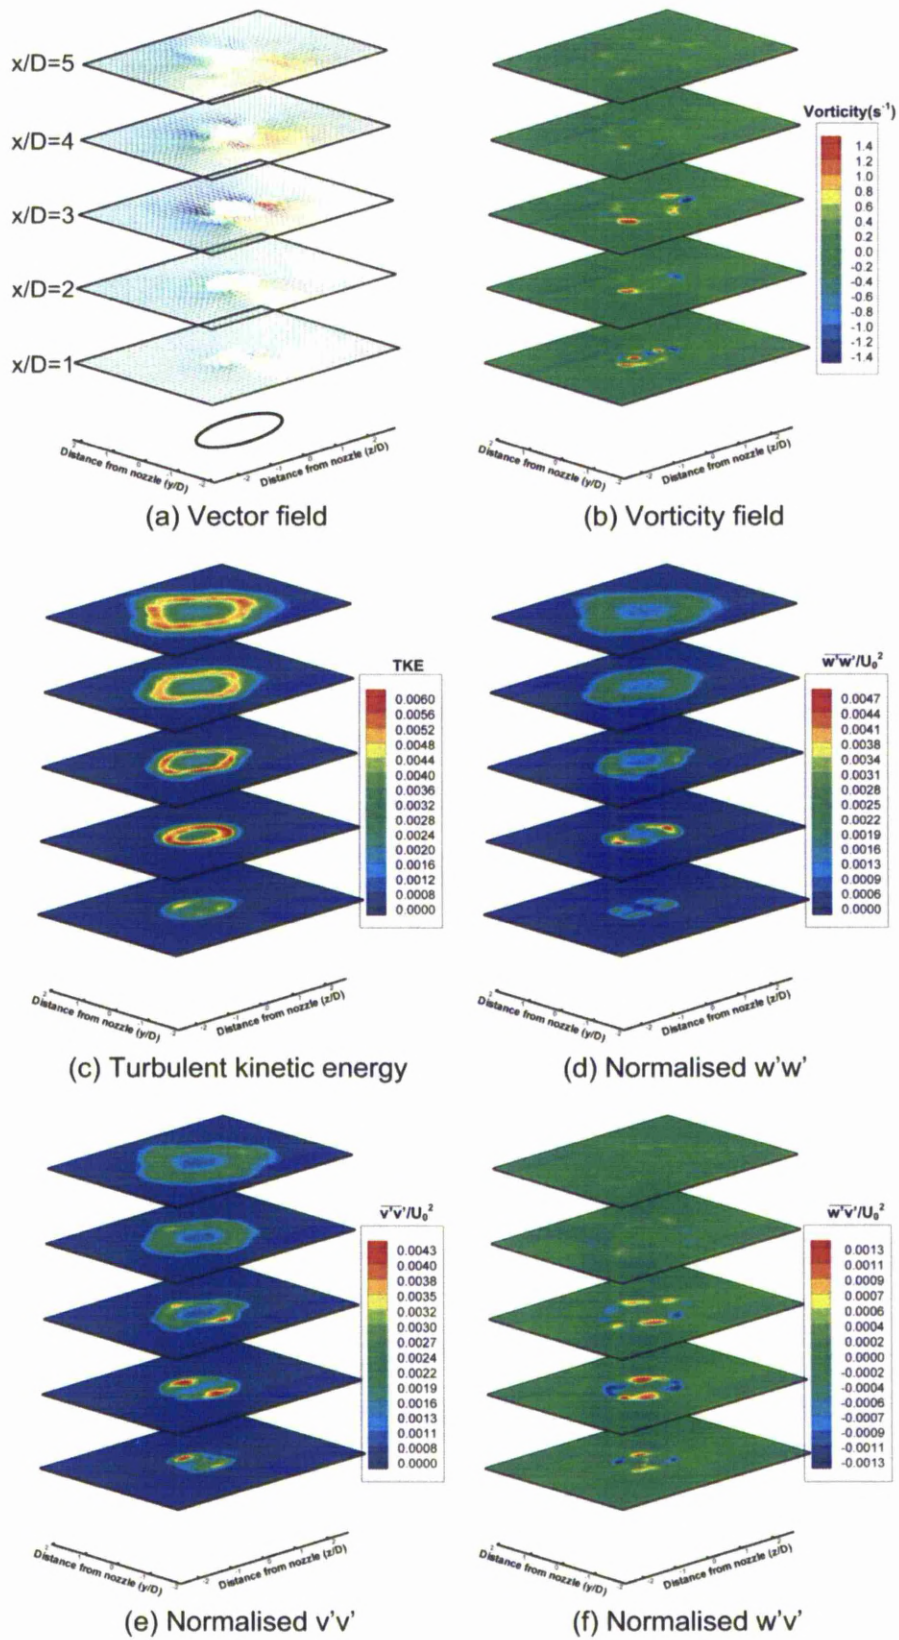 x/D=5
x/D=4
x/D=3
x/D=2
x/D=1
Distance from nozzle (y/D)
Distance from nozzle (z/D)
(a) Vector field
Vorticity(s⁻¹)
1.4
1.2
1.0
0.8
0.6
0.4
0.2
0.0
-0.2
-0.4
-0.6
-0.8
-1.0
-1.2
-1.4
Distance from nozzle (y/D)
Distance from nozzle (z/D)
(b) Vorticity field
TKE
0.0060
0.0056
0.0052
0.0048
0.0044
0.0040
0.0036
0.0032
0.0028
0.0024
0.0020
0.0016
0.0012
0.0008
0.0000
Distance from nozzle (y/D)
Distance from nozzle (z/D)
(c) Turbulent kinetic energy
w'w'/U₀²
0.0047
0.0044
0.0041
0.0038
0.0034
0.0031
0.0028
0.0025
0.0022
0.0019
0.0016
0.0013
0.0009
0.0006
0.0000
Distance from nozzle (y/D)
Distance from nozzle (z/D)
(d) Normalised w'w'
v'v'/U₀²
0.0043
0.0040
0.0038
0.0035
0.0032
0.0030
0.0027
0.0024
0.0022
0.0019
0.0016
0.0013
0.0011
0.0008
0.0000
Distance from nozzle (y/D)
Distance from nozzle (z/D)
(e) Normalised v'v'
w'v'/U₀²
0.0013
0.0011
0.0009
0.0007
0.0006
0.0004
0.0002
0.0000
-0.0002
-0.0004
-0.0006
-0.0007
-0.0009
-0.0011
-0.0013
Distance from nozzle (y/D)
Distance from nozzle (z/D)
(f) Normalised w'v'